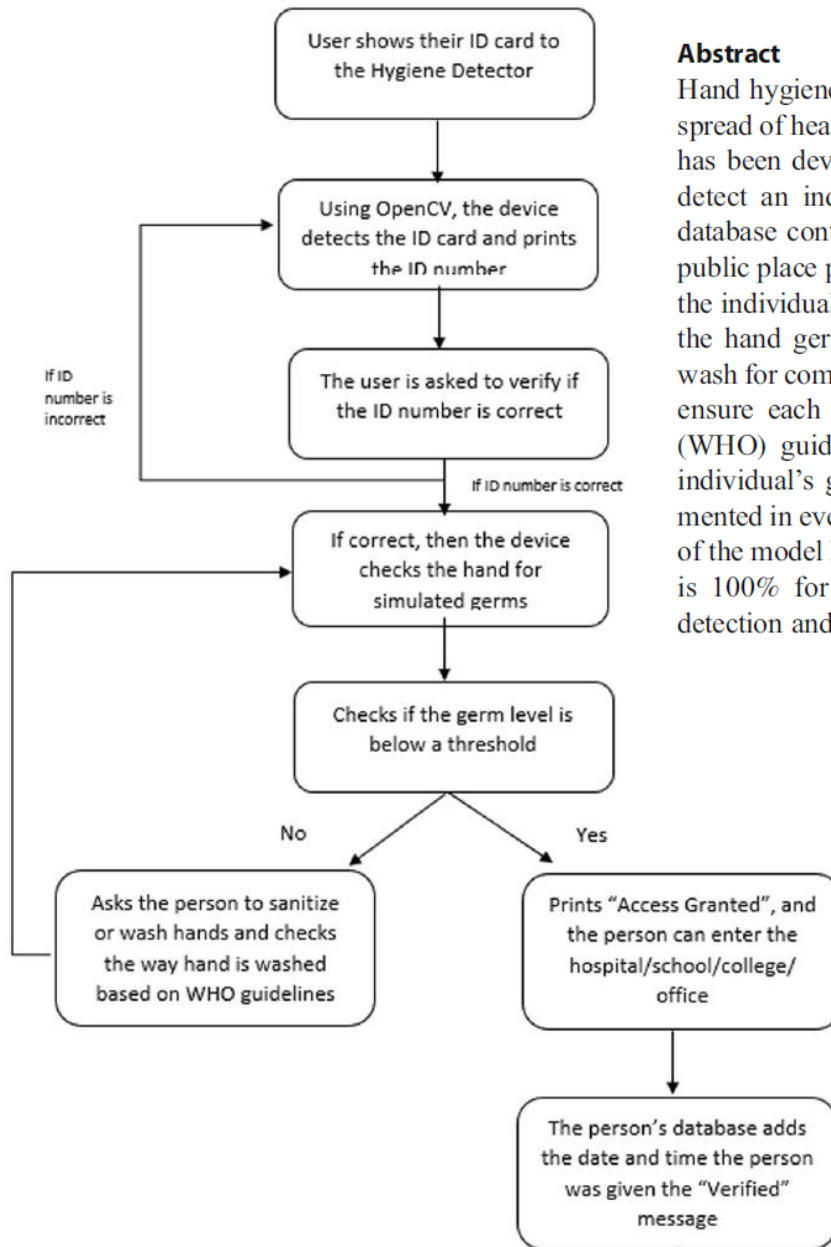 User shows their ID card to
the Hygiene Detector
Using OpenCV, the device
detects the ID card and prints
the ID number
If ID
number is
incorrect
The user is asked to verify if
the ID number is correct
If ID number is correct
If correct, then the device
checks the hand for
simulated germs
Checks if the germ level is
below a threshold
No
Yes
Asks the person to sanitize
or wash hands and checks
the way hand is washed
based on WHO guidelines
Prints “Access Granted”, and
the person can enter the
hospital/school/college/
office
The person’s database adds
the date and time the person
was given the “Verified”
message
Abstract
Hand hygiene
spread of hea
has been dev
detect an ind
database cont
public place p
the individual
the hand ger
wash for com
ensure each
(WHO) guid
individual’s g
mented in eve
of the model
is 100% for
detection and